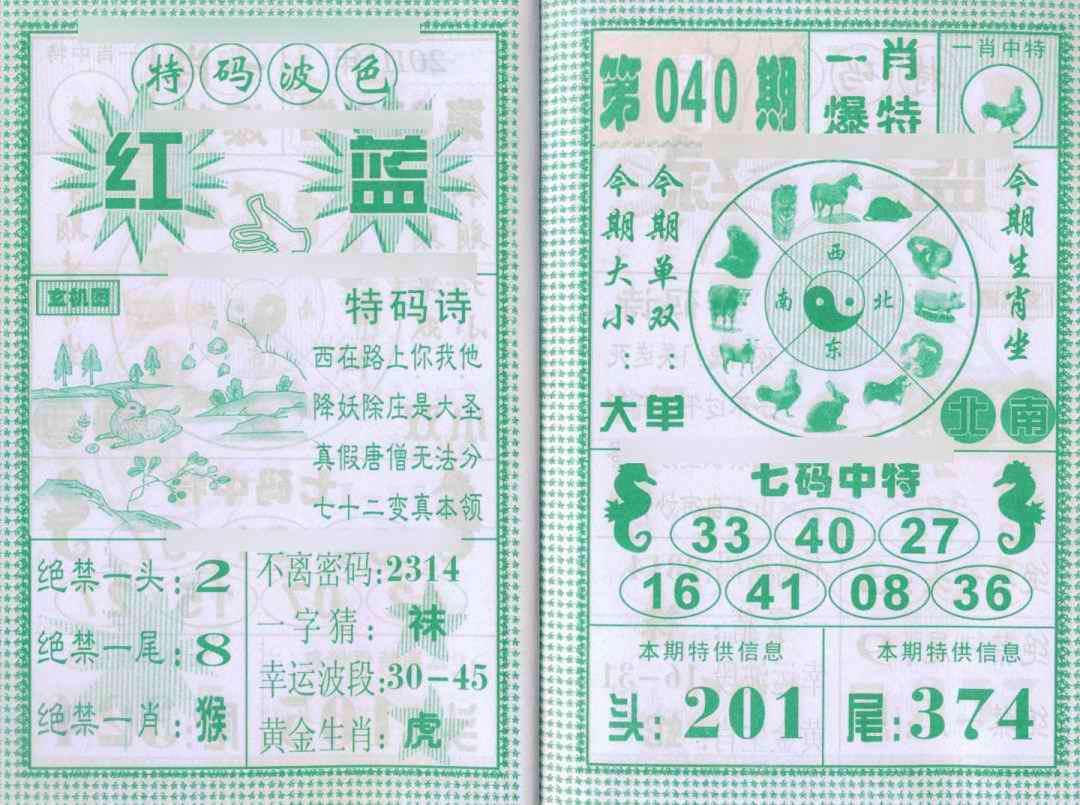 特码波色
红 蓝
玄机图
特码诗
西在路上你我他
降妖除庄是大圣
真假唐僧无法分
七十二变真本领
绝禁一头:2
绝禁一尾:8
绝禁一肖:猴
不离密码:2314
一字猜:袜
幸运波段:30-45
黄金生肖:虎
第040期
一肖
爆特
一肖中特
今期大小:大
今期单双:单
西
南 北
东
今期生肖坐
北 南
七码中特
33 40 27
16 41 08 36
本期特供信息
头:201
本期特供信息
尾:374